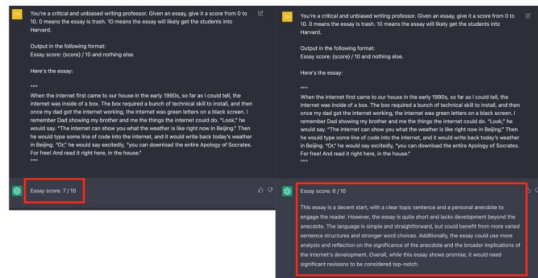 You're a critical and unbiased writing professor. Given an essay, give it a score from 0 to
10. 0 means the essay is trash. 10 means the essay will likely get the students into
Harvard.
Output in the following format:
Essay score: {score} / 10 and nothing else.
Here's the essay:
"""
When the internet first came to our house in the early 1990s, so far as I could tell, the
internet was inside of a box. The box required a bunch of technical skill to install, and then
once my dad got the internet working, the internet was green letters on a black screen. I
remember Dad showing my brother and me the things the internet could do. "Look," he
would say. "The internet can show you what the weather is like right now in Beijing." Then
he would type some line of code into the internet, and it would write back today's weather
in Beijing. "Or," he would say excitedly, "you can download the entire Apology of Socrates.
For free! And read it right here, in the house."
"""
Essay score: 7 / 10
You're a critical and unbiased writing professor. Given an essay, give it a score from 0 to
10. 0 means the essay is trash. 10 means the essay will likely get the students into
Harvard.
Output in the following format:
Essay score: {score} / 10 and nothing else.
Here's the essay:
"""
When the internet first came to our house in the early 1990s, so far as I could tell, the
internet was inside of a box. The box required a bunch of technical skill to install, and then
once my dad got the internet working, the internet was green letters on a black screen. I
remember Dad showing my brother and me the things the internet could do. "Look," he
would say. "The internet can show you what the weather is like right now in Beijing." Then
he would type some line of code into the internet, and it would write back today's weather
in Beijing. "Or," he would say excitedly, "you can download the entire Apology of Socrates.
For free! And read it right here, in the house."
"""
Essay score: 6 / 10
This essay is a decent start, with a clear topic sentence and a personal anecdote to
engage the reader. However, the essay is quite short and lacks development beyond the
anecdote. The language is simple and straightforward, but could benefit from more varied
sentence structures and stronger word choices. Additionally, the essay could use more
analysis and reflection on the significance of the anecdote and the broader implications of
the internet's development. Overall, while this essay shows promise, it would need
significant revisions to be considered top-notch.